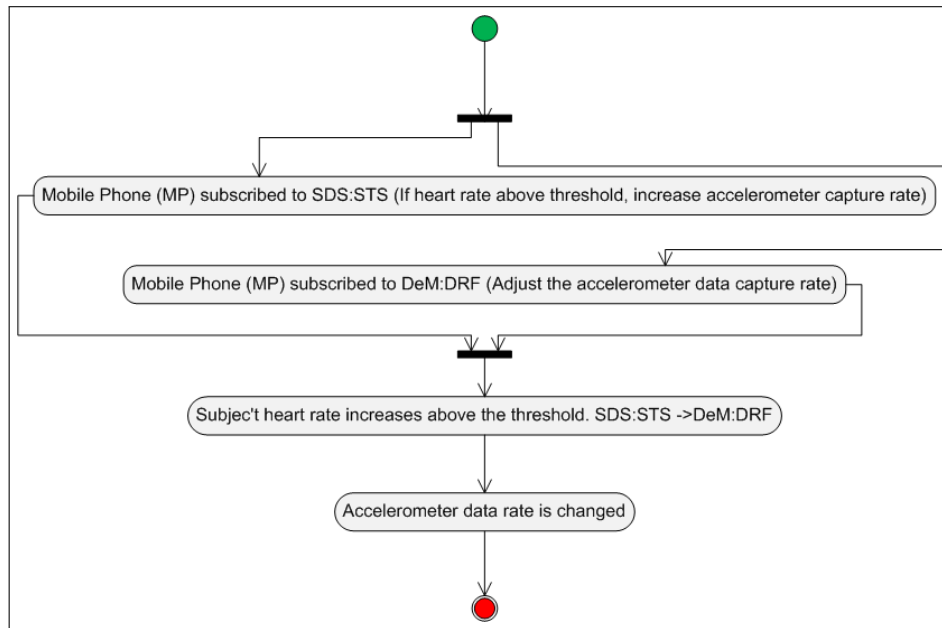 Mobile Phone (MP) subscribed to SDS:STS (If heart rate above threshold, increase accelerometer capture rate)
Mobile Phone (MP) subscribed to DeM:DRF (Adjust the accelerometer data capture rate)
Subjec't heart rate increases above the threshold. SDS:STS ->DeM:DRF
Accelerometer data rate is changed